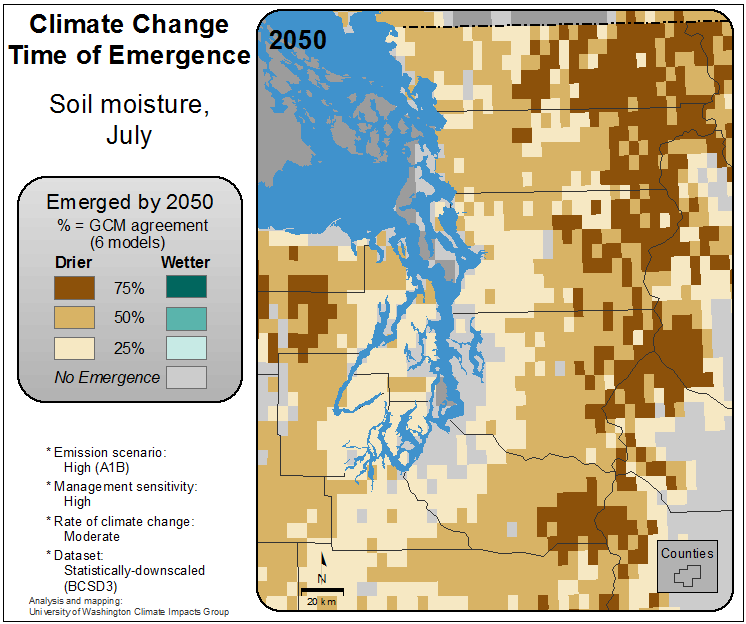 Climate Change
Time of Emergence
Soil moisture,
July
Emerged by 2050
% = GCM agreement
(6 models)
Drier
Wetter
75%
50%
25%
No Emergence
* Emission scenario:
High (A1B)
* Management sensitivity:
High
* Rate of climate change:
Moderate
* Dataset:
Statistically-downscaled
(BCSD3)
Analysis and mapping:
University of Washington Climate Impacts Group
2050
N
20 km
Counties